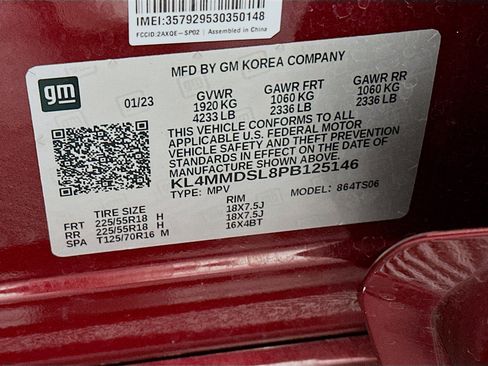 IMEI:357929530350148
FCCID:2AXQE-SP02 Assembled in China
gm
MFD BY GM KOREA COMPANY
01/23
GVWR GAWR FRT GAWR RR
1920 KG 1060 KG 1060 KG
4233 LB 2336 LB 2336 LB
THIS VEHICLE CONFORMS TO ALL
APPLICABLE U.S. FEDERAL MOTOR
VEHICLE SAFETY AND THEFT PREVENTION
STANDARDS IN EFFECT ON THE DATE OF
MANUFACTURE SHOWN ABOVE.
KL4MMDSL8PB125146
TYPE: MPV MODEL: 864TS06
TIRE SIZE RIM
FRT 225/55R18 H 18X7.5J
RR 225/55R18 H 18X7.5J
SPA T125/70R16 M 16X4BT